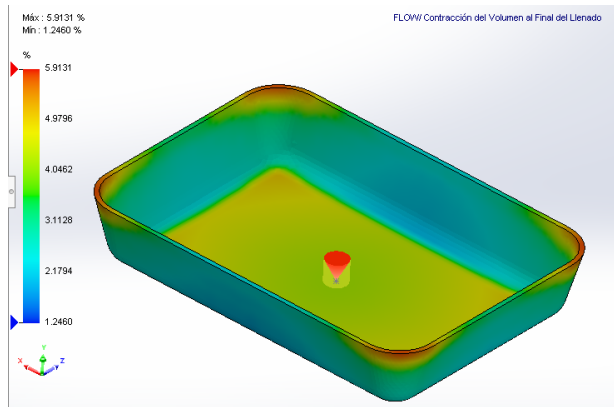 Máx : 5.9131 %
Mín : 1.2460 %
FLOW/ Contracción del Volumen al Final del Llenado
%
5.9131
4.9796
4.0462
3.1128
2.1794
1.2460
Y
X
Z